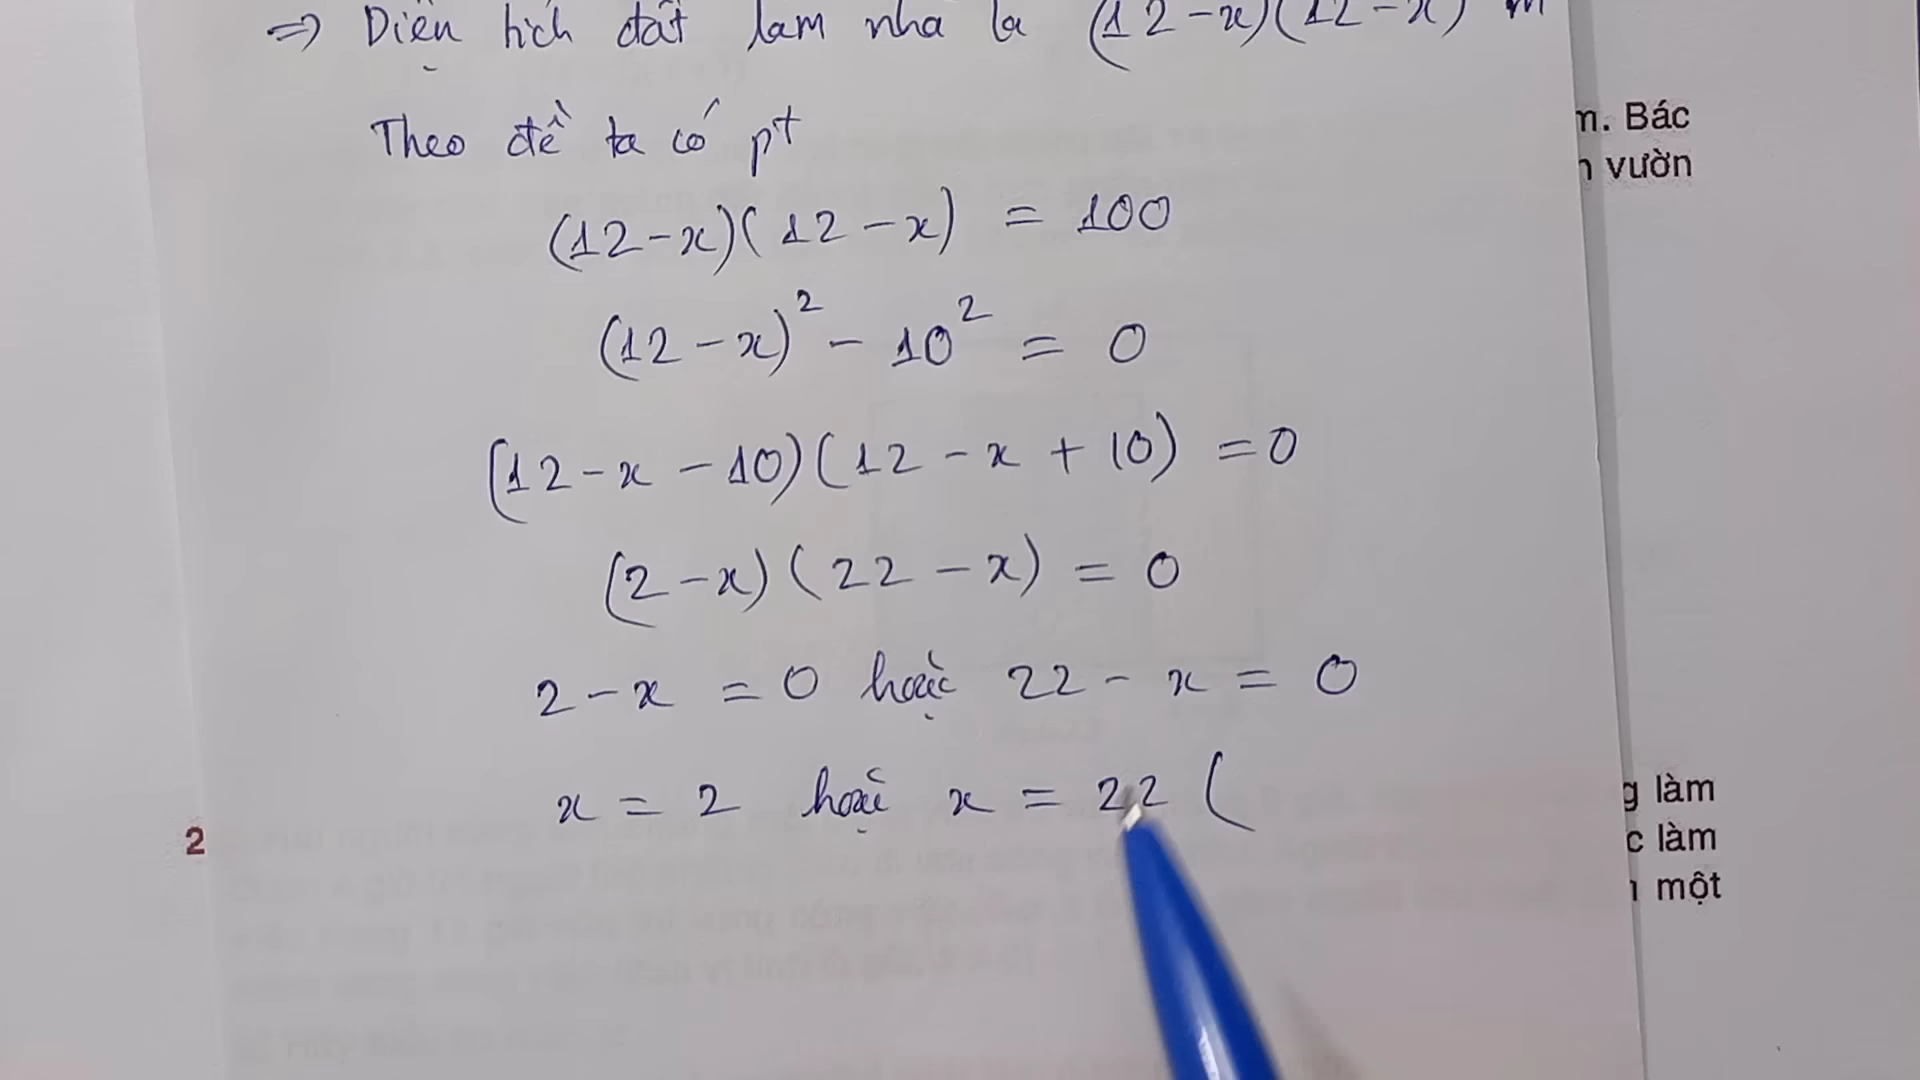 => Diện tích đất làm nhà là (12-x)(12-x) m
Theo đề ta có pt
(12-x)(12-x) = 100
(12-x)² - 10² = 0
(12-x-10)(12-x+10) = 0
(2-x)(22-x) = 0
2-x = 0 hoặc 22-x = 0
x = 2 hoặc x = 22 (
m. Bác
n vườn
2
g làm
c làm
một